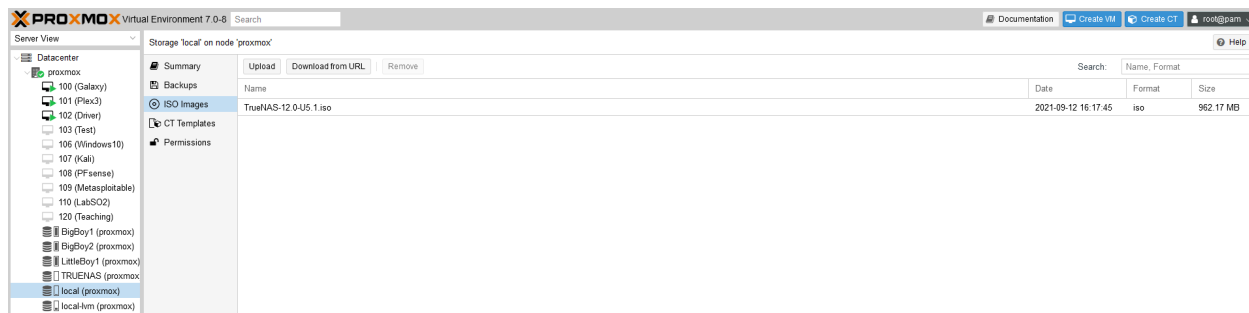 PROXMOX Virtual Environment 7.0-8 Search Documentation Create VM Create CT root@pam
Server View
Storage 'local' on node 'proxmox' Help
Datacenter
proxmox
100 (Galaxy)
101 (Plex3)
102 (Driver)
103 (Test)
106 (Windows10)
107 (Kali)
108 (PFsense)
109 (Metasploitable)
110 (LabSO2)
120 (Teaching)
BigBoy1 (proxmox)
BigBoy2 (proxmox)
LittleBoy1 (proxmox)
TRUENAS (proxmox
local (proxmox)
local-lvm (proxmox)
Summary
Backups
ISO Images
CT Templates
Permissions
Upload Download from URL Remove Search: Name, Format
Name Date Format Size
TrueNAS-12.0-U5.1.iso 2021-09-12 16:17:45 iso 962.17 MB